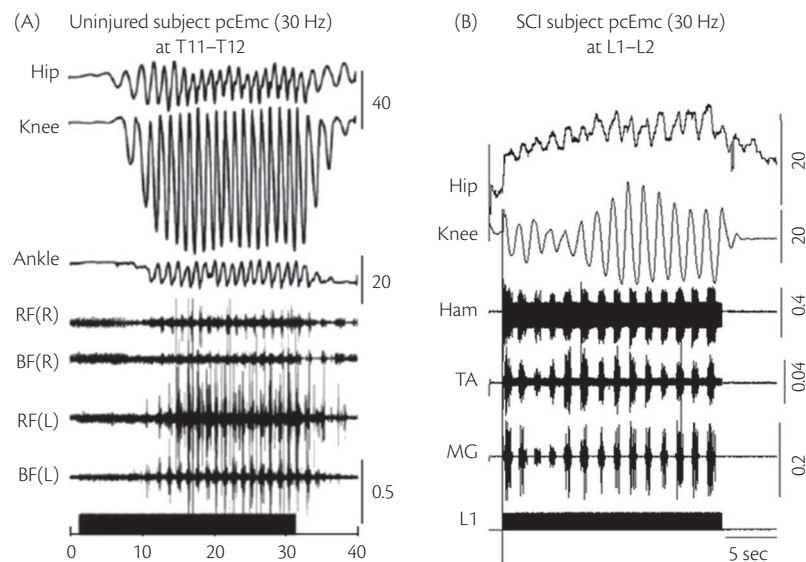 (A) Uninjured subject pcEmc (30 Hz)
at T11–T12
Hip
40
Knee
Ankle
20
RF(R)
BF(R)
RF(L)
BF(L)
0.5
0 10 20 30 40
(B) SCI subject pcEmc (30 Hz)
at L1–L2
Hip
20
Knee
20
Ham
0.4
TA
0.04
MG
0.2
L1
5 sec